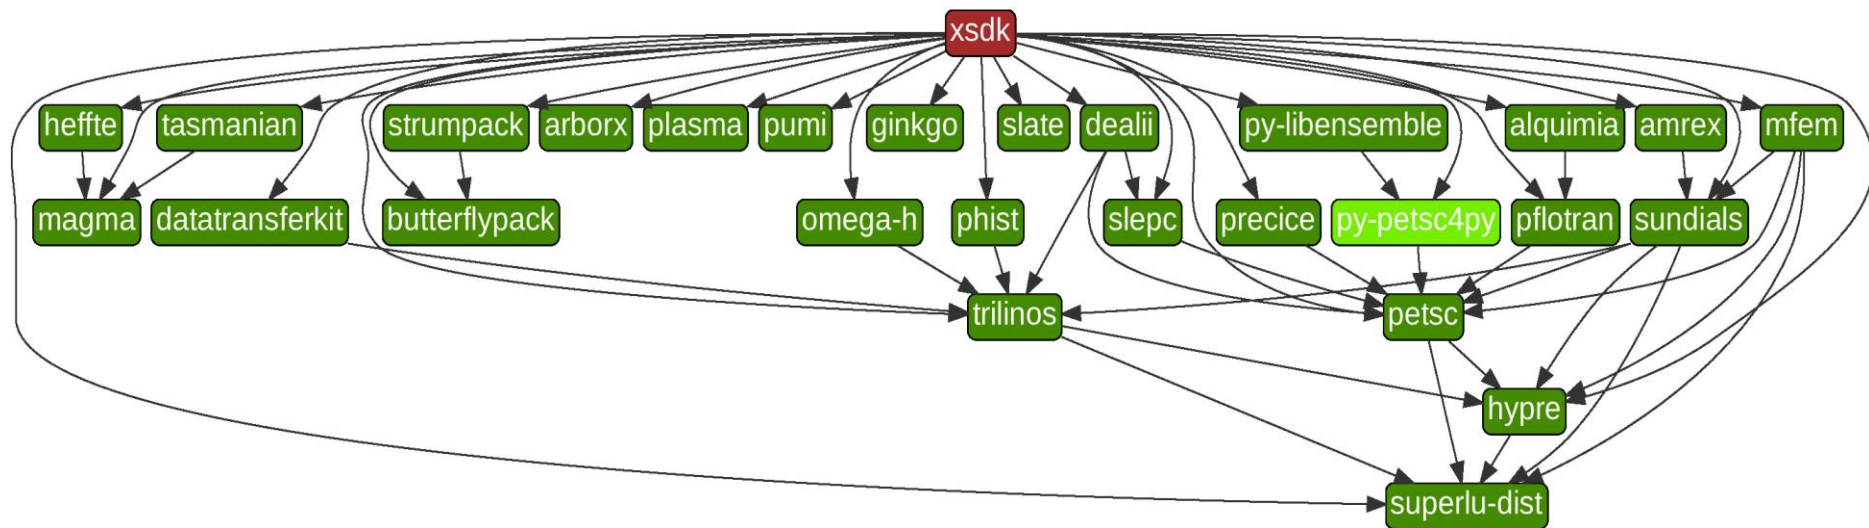 xsdk
heffte
tasmanian
strumpack
arborx
plasma
pumi
ginkgo
slate
dealii
py-libensemble
alquimia
amrex
mfem
magma
datatransferkit
butterflypack
omega-h
phist
slepc
precice
py-petsc4py
pflotran
sundials
trilinos
petsc
hypre
superlu-dist